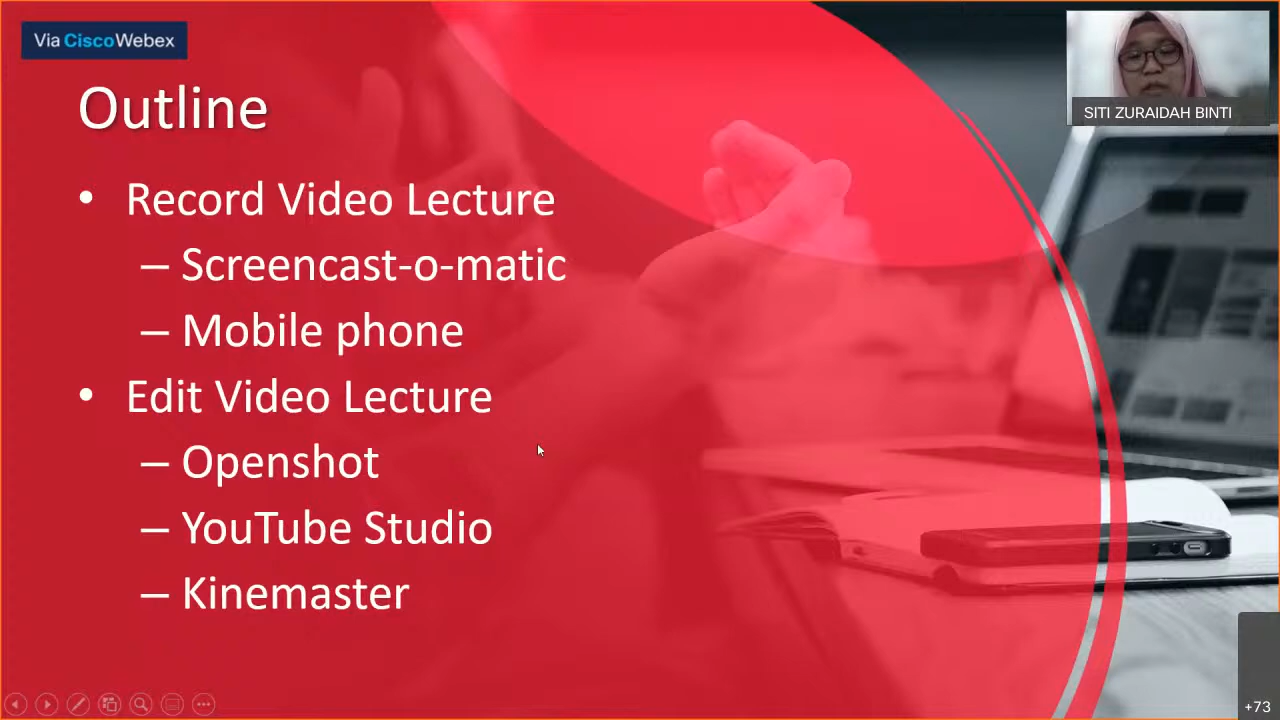 Via CiscoWebex
SITI ZURAIDAH BINTI
Outline
• Record Video Lecture
– Screencast-o-matic
– Mobile phone
• Edit Video Lecture
– Openshot
– YouTube Studio
– Kinemaster
+73